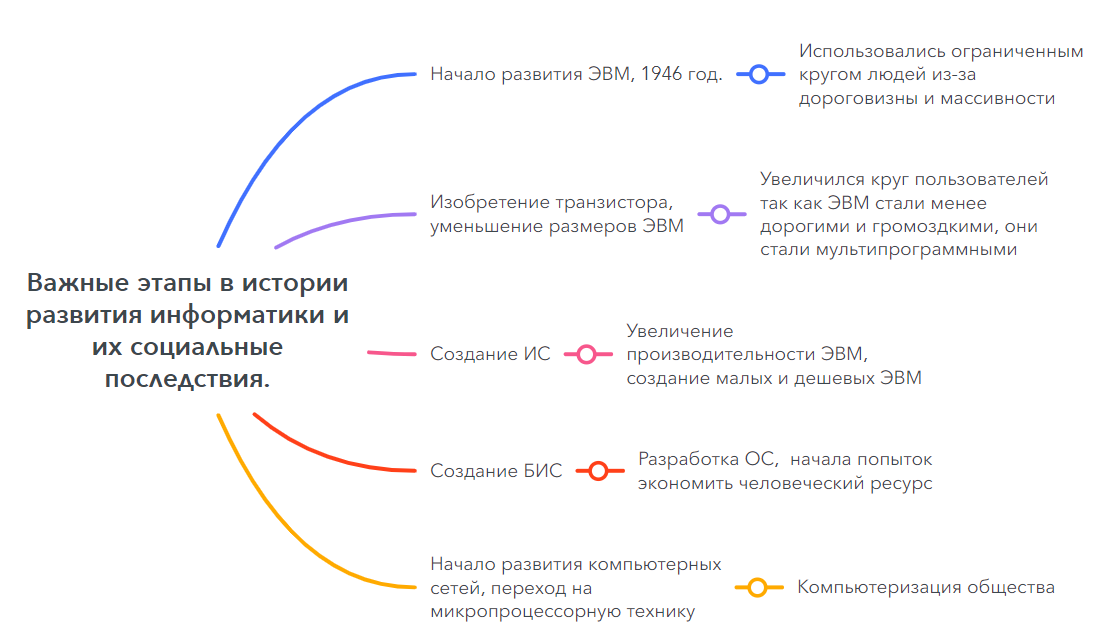 Важные этапы в истории
развития информатики и
их социальные
последствия.
Начало развития ЭВМ, 1946 год.
Использовались ограниченным
кругом людей из-за
дороговизны и массивности
Изобретение транзистора,
уменьшение размеров ЭВМ
Увеличился круг пользователей
так как ЭВМ стали менее
дорогими и громоздкими, они
стали мультипрограммными
Создание ИС
Увеличение
производительности ЭВМ,
создание малых и дешевых ЭВМ
Создание БИС
Разработка ОС, начала попыток
экономить человеческий ресурс
Начало развития компьютерных
сетей, переход на
микропроцессорную технику
Компьютеризация общества